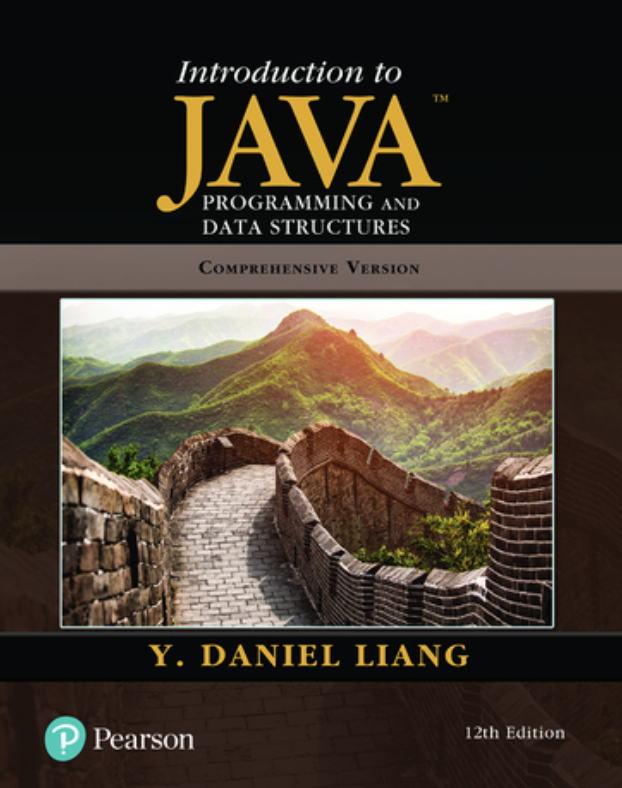 Introduction to
JAVA™
PROGRAMMING AND
DATA STRUCTURES
COMPREHENSIVE VERSION
Y. DANIEL LIANG
P Pearson
12th Edition